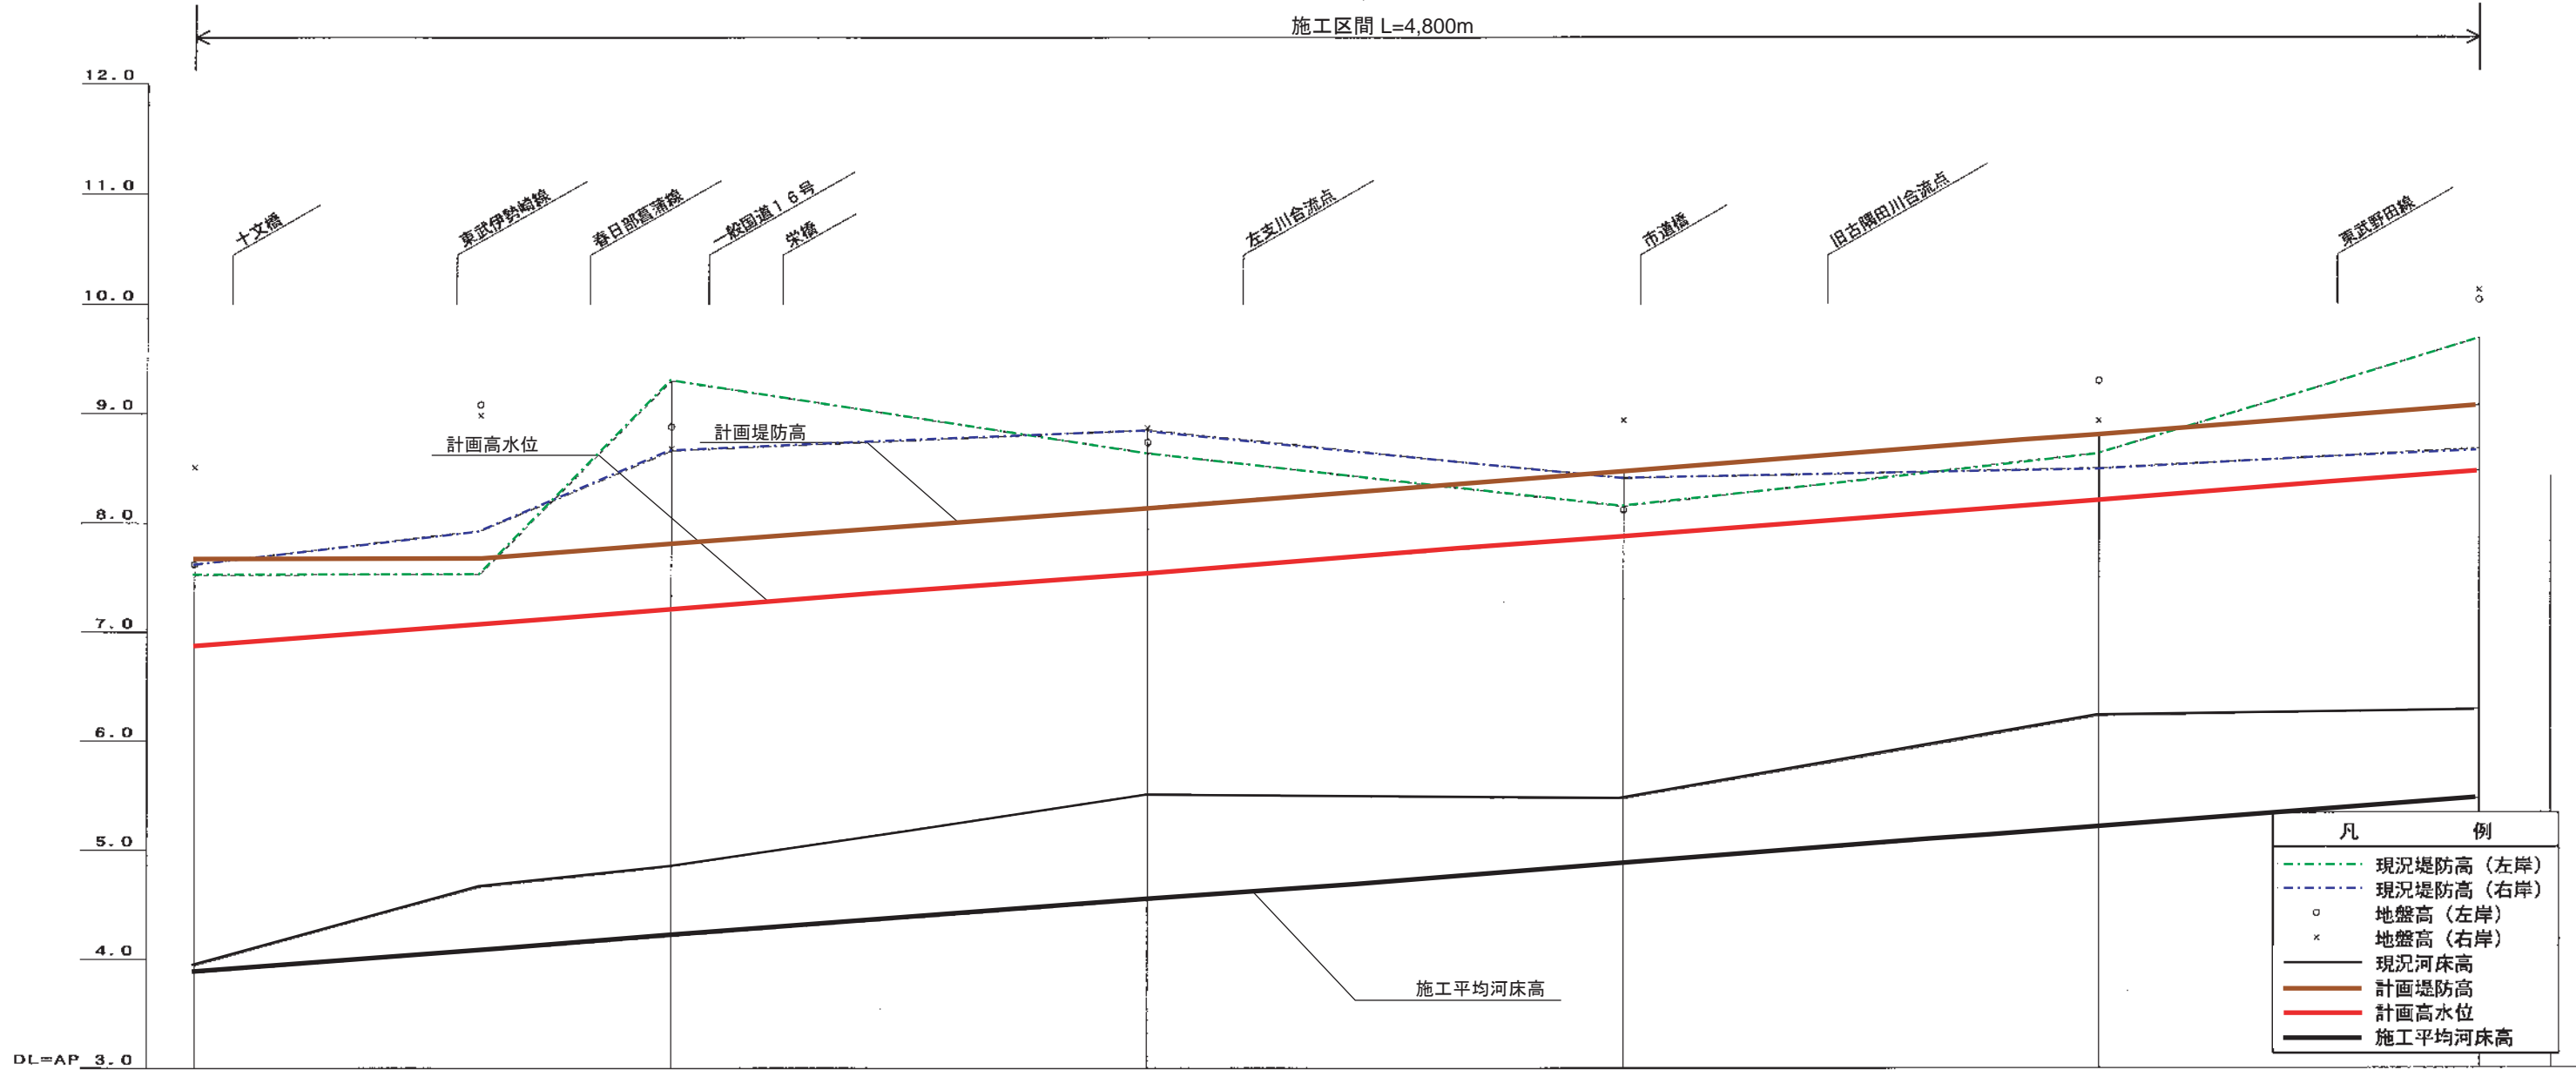 施工区間 L=4,800m
12.0
11.0
10.0
9.0
8.0
7.0
6.0
5.0
4.0
DL=AP 3.0
十文橋
東武伊勢崎線
春日部菖蒲線
一般国道16号
栄橋
左支川合流点
市道橋
旧古隅田川合流点
東武野田線
計画高水位
計画堤防高
施工平均河床高
凡 例
現況堤防高（左岸）
現況堤防高（右岸）
地盤高（左岸）
地盤高（右岸）
現況河床高
計画堤防高
計画高水位
施工平均河床高